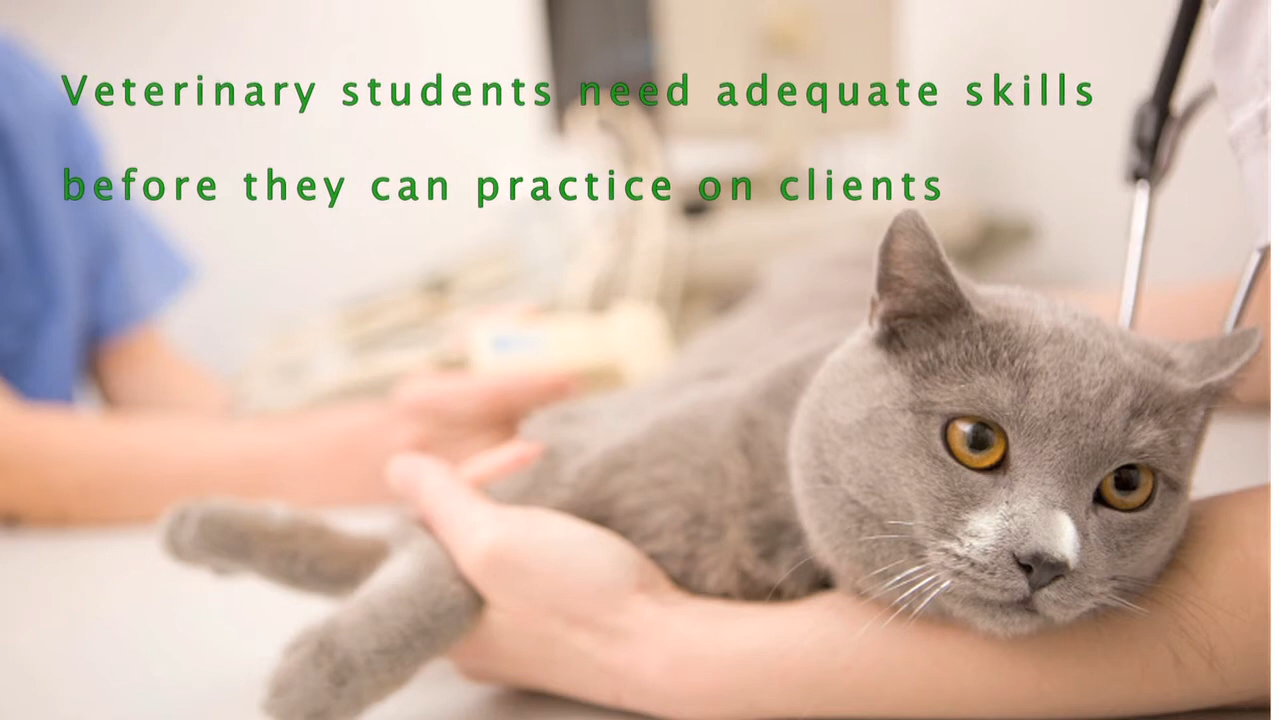 Veterinary students need adequate skills
before they can practice on clients